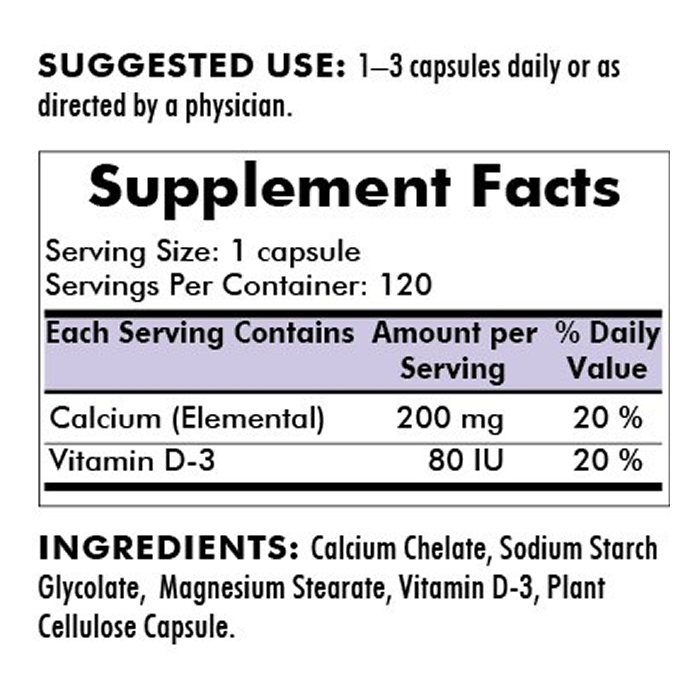 SUGGESTED USE: 1–3 capsules daily or as
directed by a physician.
Supplement Facts
Serving Size: 1 capsule
Servings Per Container: 120
Each Serving Contains Amount per % Daily
Serving Value
Calcium (Elemental) 200 mg 20 %
Vitamin D-3 80 IU 20 %
INGREDIENTS: Calcium Chelate, Sodium Starch
Glycolate, Magnesium Stearate, Vitamin D-3, Plant
Cellulose Capsule.